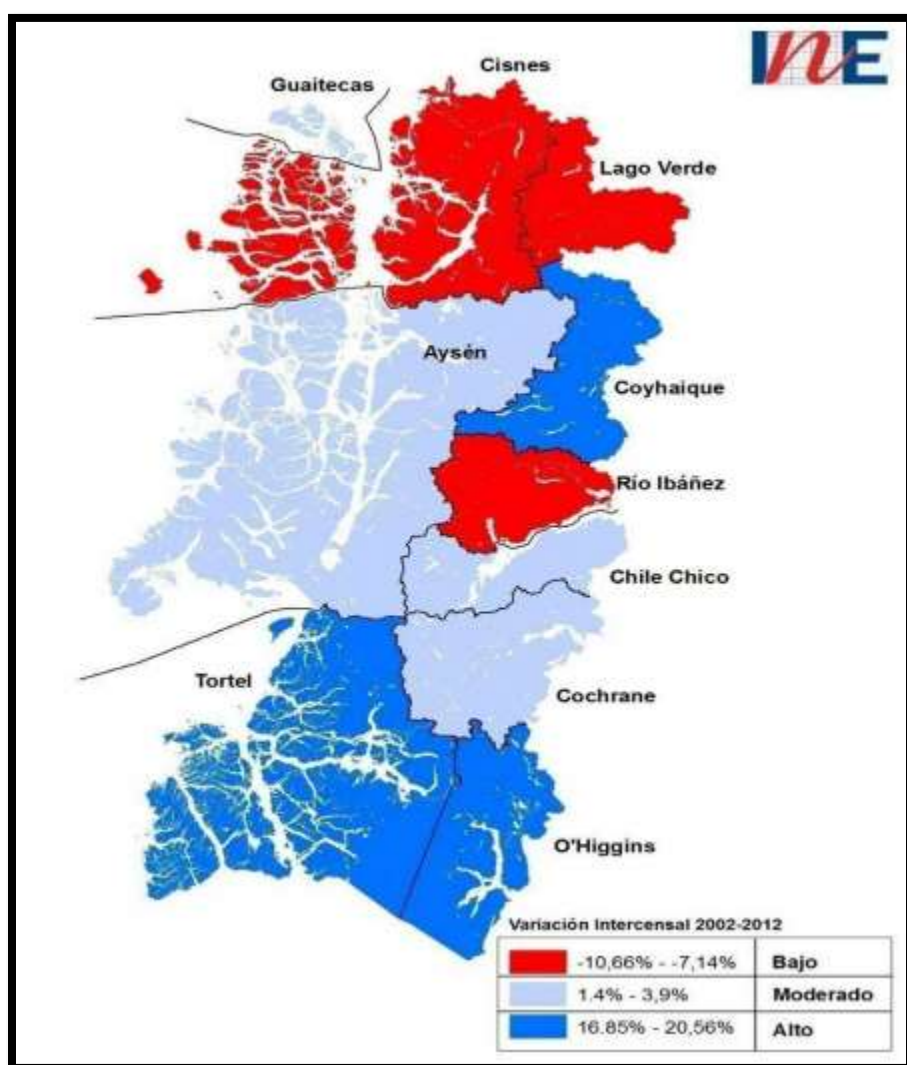 INE
Cisnes
Guaitecas
Lago Verde
Aysén
Coyhaique
Río Ibáñez
Chile Chico
Tortel
Cochrane
O'Higgins
Variación Intercensal 2002-2012
-10,66% - -7,14% Bajo
1.4% - 3,9% Moderado
16.85% - 20,56% Alto